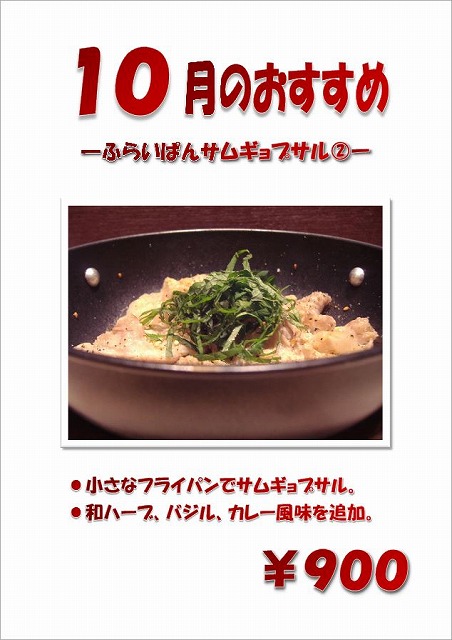 10月のおすすめ
ーふらいぱんサムギョプサル②ー
●小さなフライパンでサムギョプサル。
●和ハーブ、バジル、カレー風味を追加。
￥900